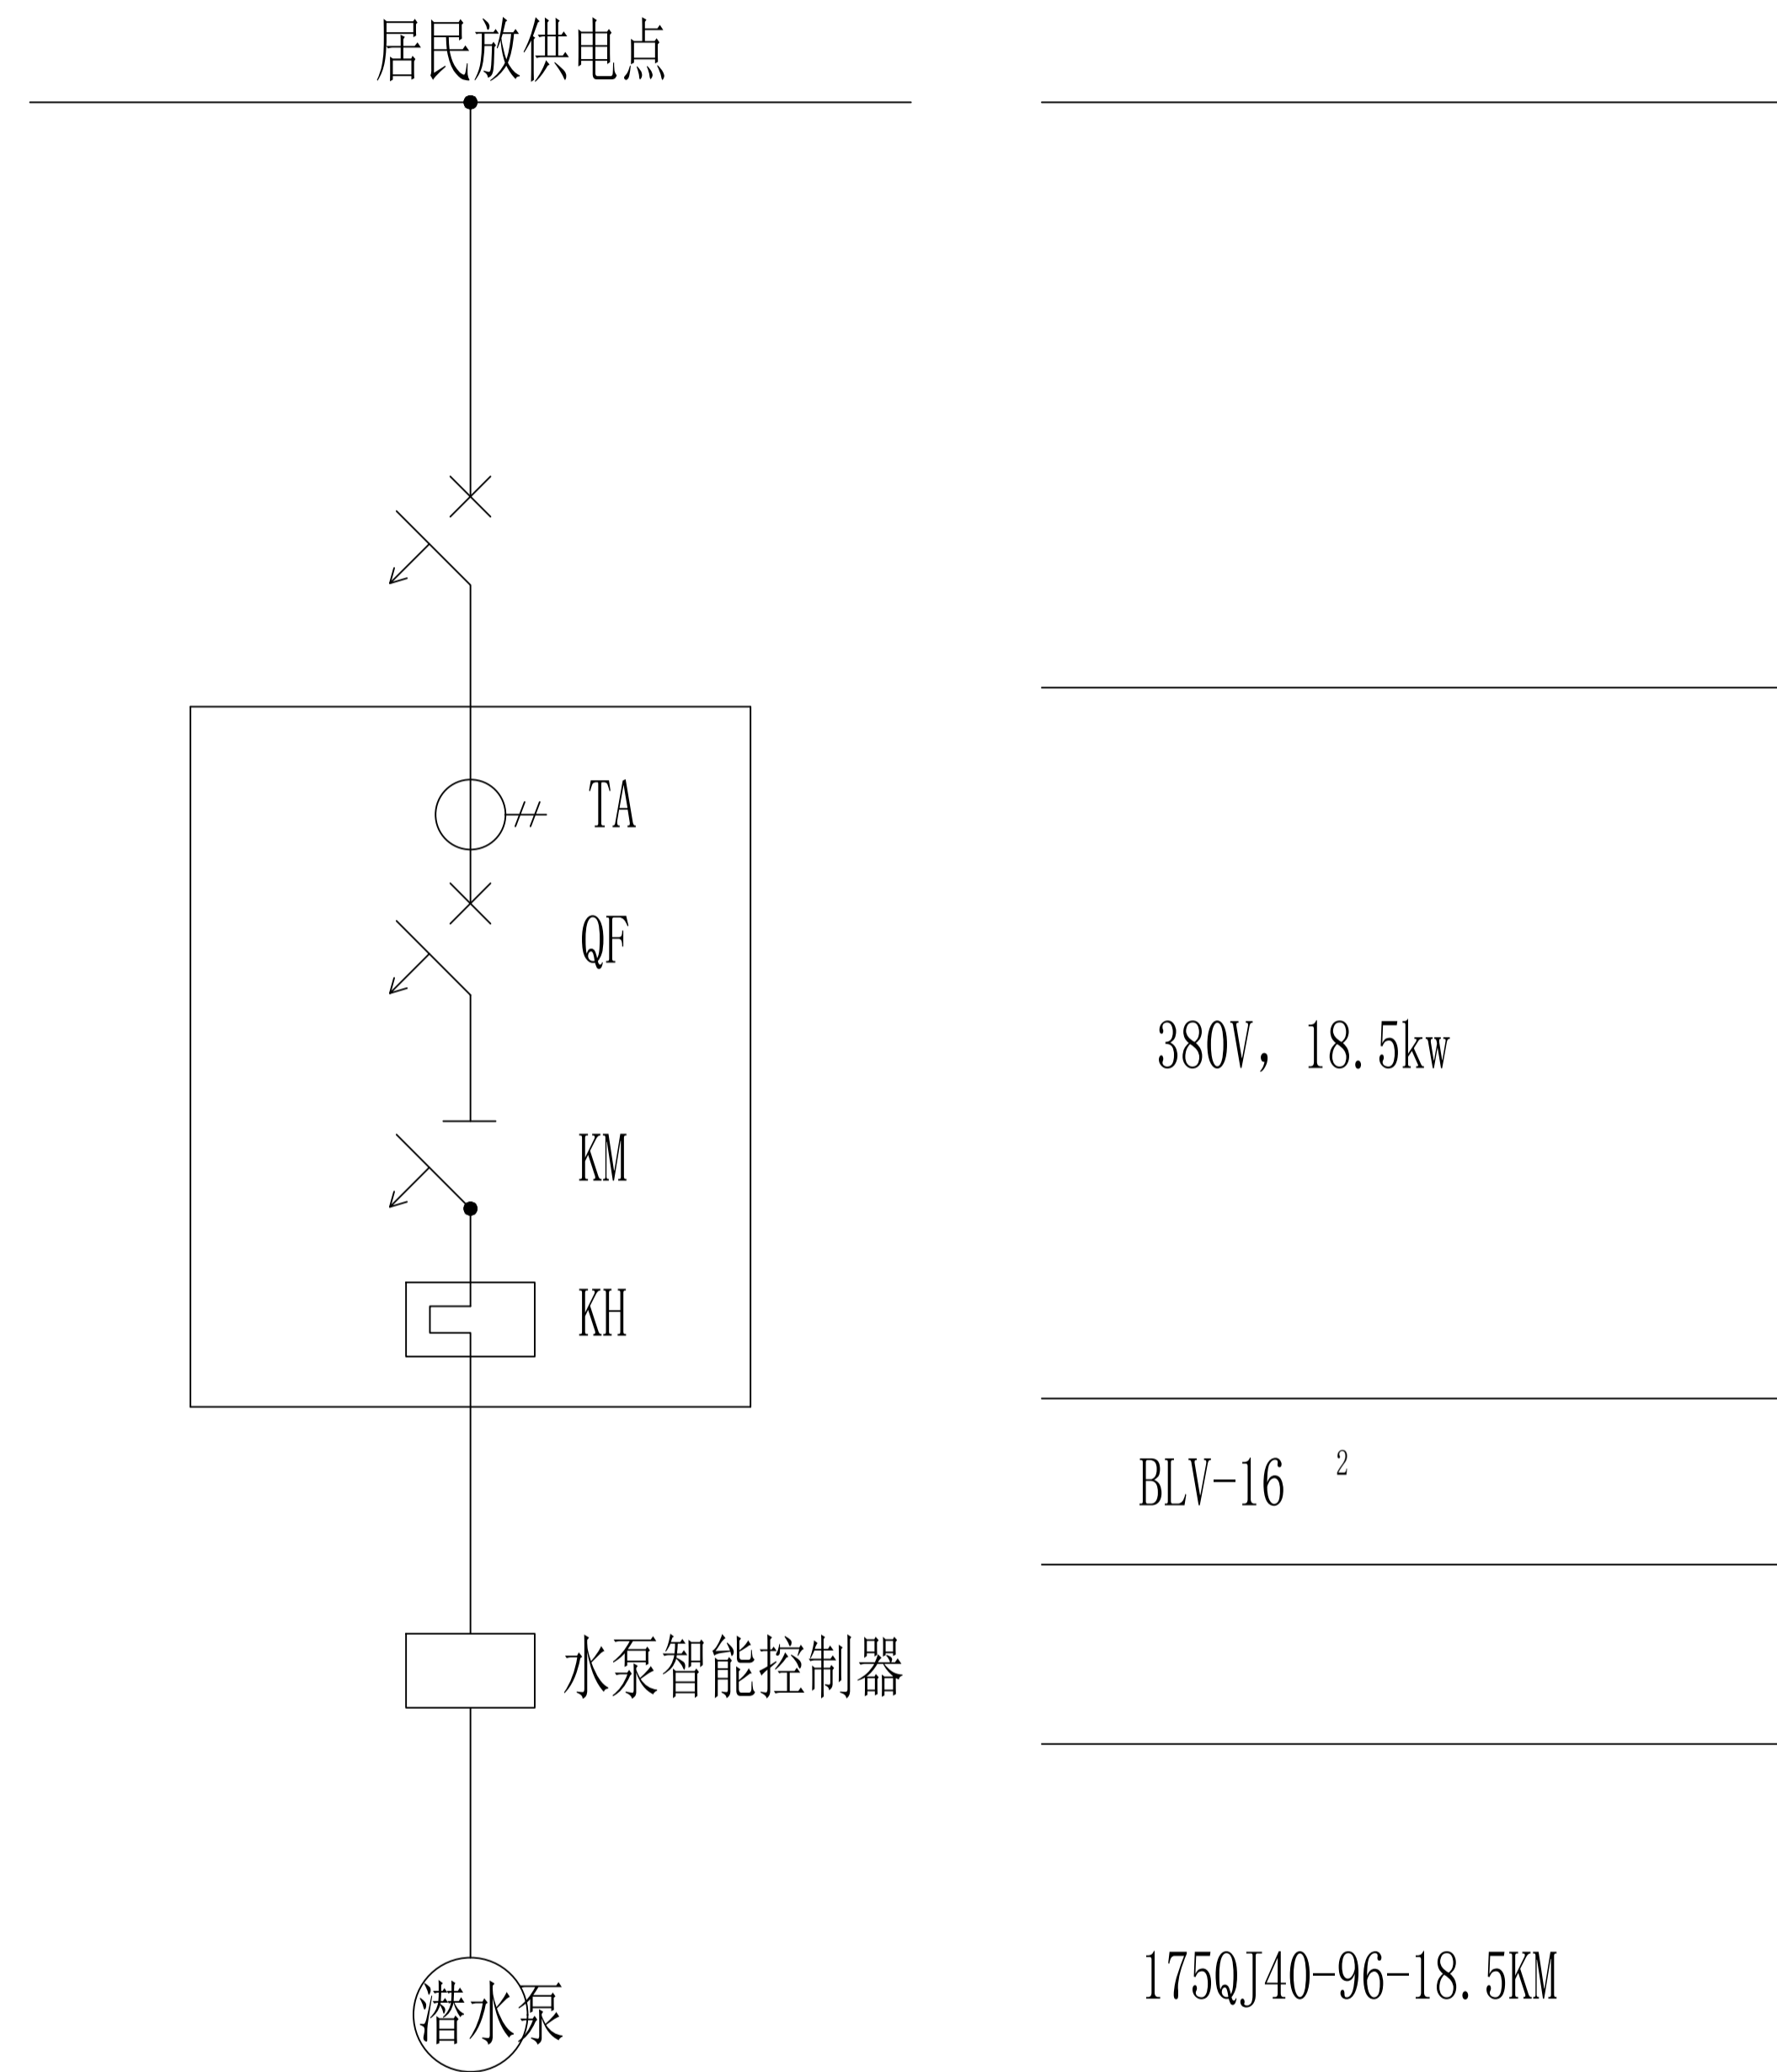 居民放供电点
TA
QF
380V，18.5kw
KM
KH
BLV-16 ²
水泵智能控制器
潜水泵
175QJ40-96-18.5KM